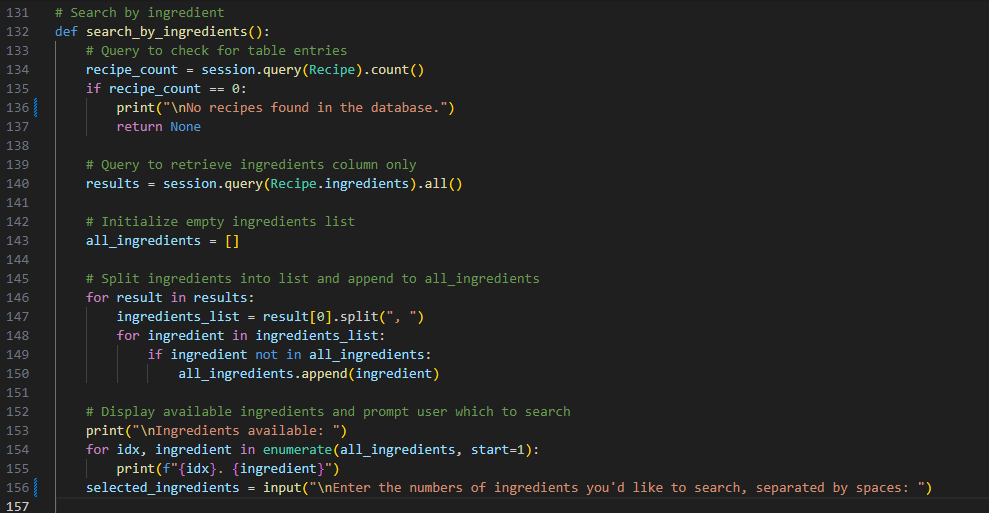 131 # Search by ingredient
132 def search_by_ingredients():
133     # Query to check for table entries
134     recipe_count = session.query(Recipe).count()
135     if recipe_count == 0:
136         print("\nNo recipes found in the database.")
137         return None
138
139     # Query to retrieve ingredients column only
140     results = session.query(Recipe.ingredients).all()
141
142     # Initialize empty ingredients list
143     all_ingredients = []
144
145     # Split ingredients into list and append to all_ingredients
146     for result in results:
147         ingredients_list = result[0].split(", ")
148         for ingredient in ingredients_list:
149             if ingredient not in all_ingredients:
150                 all_ingredients.append(ingredient)
151
152     # Display available ingredients and prompt user which to search
153     print("\nIngredients available: ")
154     for idx, ingredient in enumerate(all_ingredients, start=1):
155         print(f"{idx}. {ingredient}")
156     selected_ingredients = input("\nEnter the numbers of ingredients you'd like to search, separated by spaces: ")
157